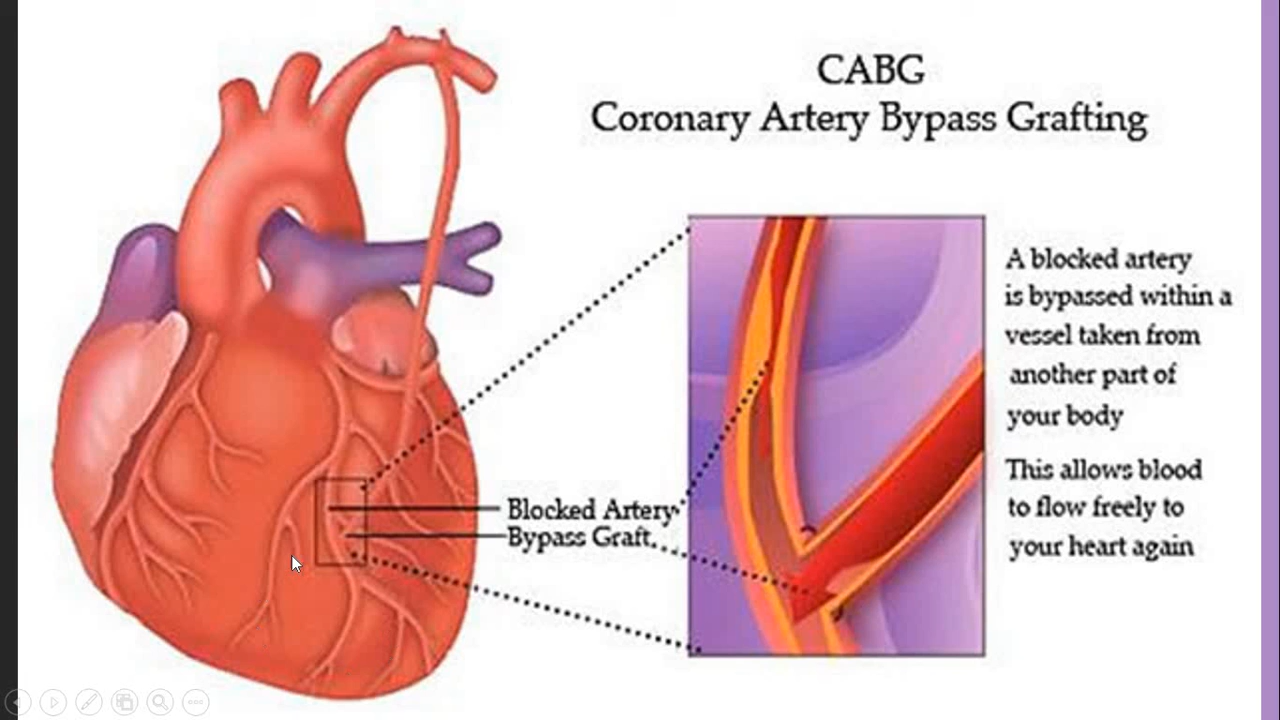 CABG
Coronary Artery Bypass Grafting
A blocked artery
is bypassed within a
vessel taken from
another part of
your body
This allows blood
to flow freely to
your heart again
Blocked Artery
Bypass Graft